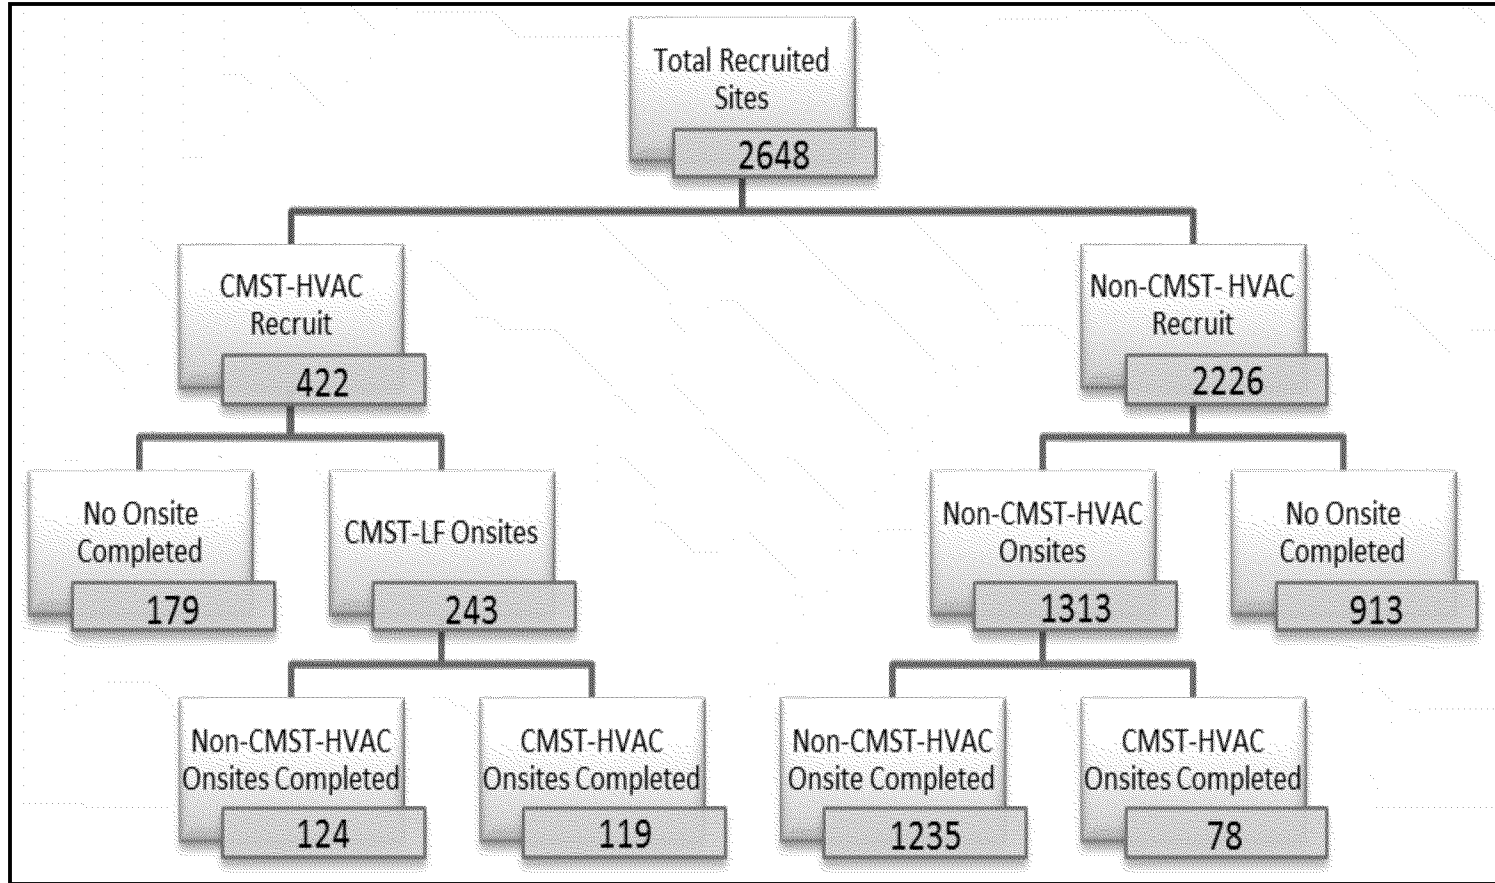 Total Recruited
Sites
2648
CMST-HVAC
Recruit
422
Non-CMST- HVAC
Recruit
2226
No Onsite
Completed
179
CMST-LF Onsites
243
Non-CMST-HVAC
Onsites
1313
No Onsite
Completed
913
Non-CMST-HVAC
Onsites Completed
124
CMST-HVAC
Onsites Completed
119
Non-CMST-HVAC
Onsite Completed
1235
CMST-HVAC
Onsites Completed
78